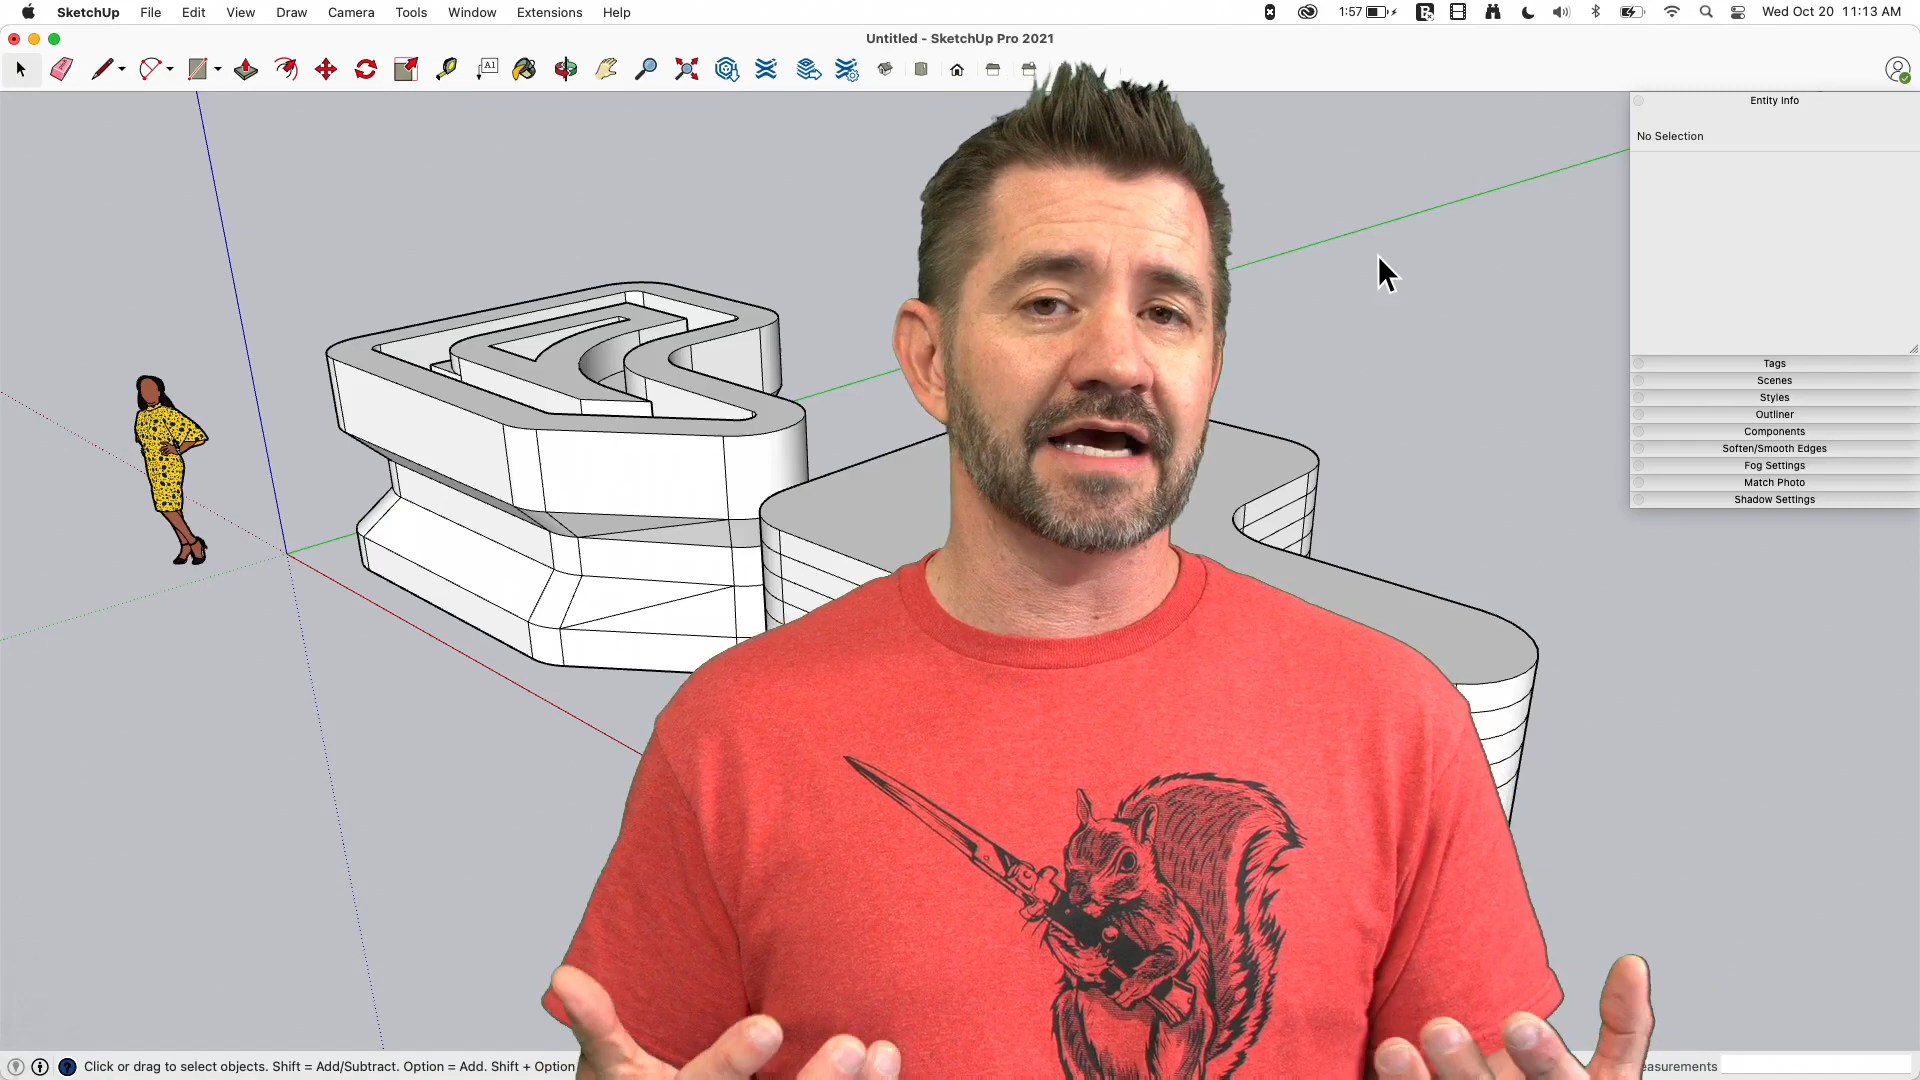 SketchUp File Edit View Draw Camera Tools Window Extensions Help 1:57 Wed Oct 20 11:13 AM
Untitled - SketchUp Pro 2021
A1
Entity Info
No Selection
Tags
Scenes
Styles
Outliner
Components
Soften/Smooth Edges
Fog Settings
Match Photo
Shadow Settings
Click or drag to select objects. Shift = Add/Subtract. Option = Add. Shift + Option
easurements